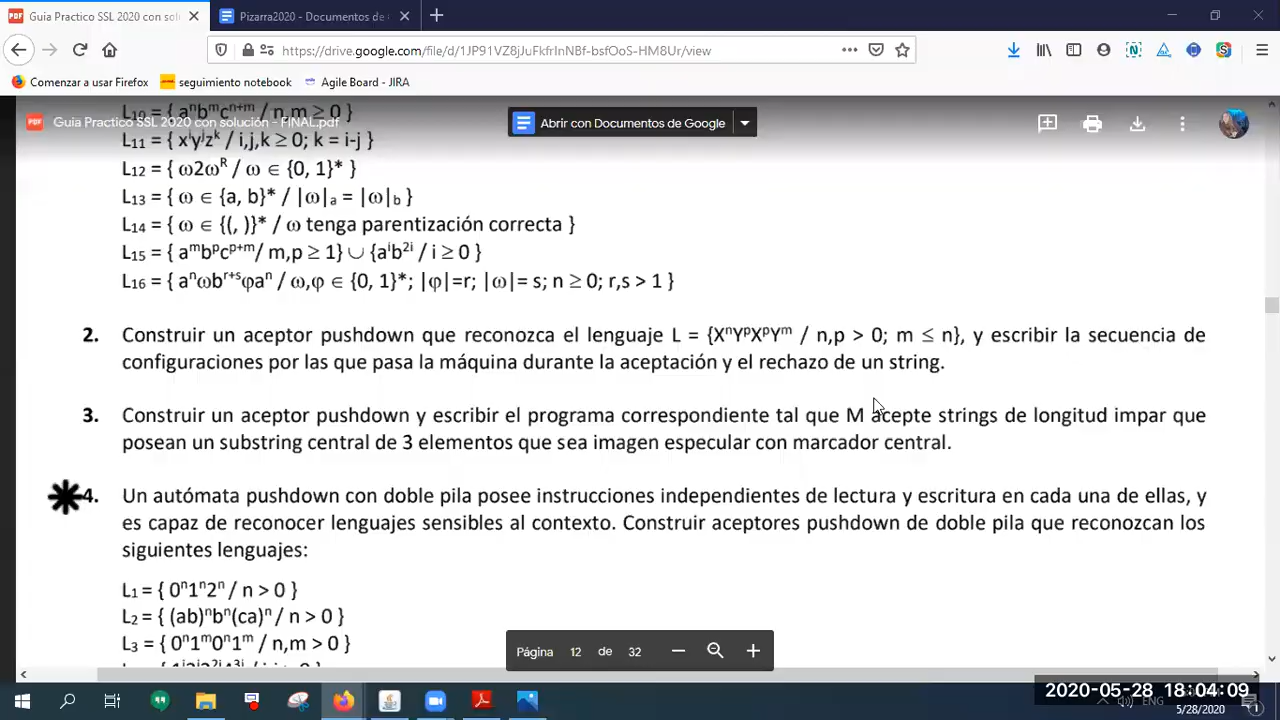 Guia Practico SSL 2020 con solu
Pizarra2020 - Documentos de
https://drive.google.com/file/d/1JP91VZ8jJuFkfrInNBf-bsfOoS-HM8Ur/view
Comenzar a usar Firefox seguimiento notebook Agile Board - JIRA
L₁₀ = { aⁿbᵐcⁿ⁺ᵐ / n,m ≥ 0 }
Guia Practico SSL 2020 con solución - FINAL.pdf
Abrir con Documentos de Google
L₁₁ = { xⁱyʲzᵏ / i,j,k ≥ 0; k = i-j }
L₁₂ = { ω2ωᴿ / ω ∈ {0, 1}* }
L₁₃ = { ω ∈ {a, b}* / |ω|ₐ = |ω|b }
L₁₄ = { ω ∈ {(, )}* / ω tenga parentización correcta }
L₁₅ = { aᵐbᵖcᵖ⁺ᵐ/ m,p ≥ 1} ∪ {aⁱb²ⁱ / i ≥ 0 }
L₁₆ = { aⁿωbʳ⁺ˢφaⁿ / ω,φ ∈ {0, 1}*; |φ|=r; |ω|= s; n ≥ 0; r,s > 1 }
2. Construir un aceptor pushdown que reconozca el lenguaje L = {XⁿYᵖXᵖYᵐ / n,p > 0; m ≤ n}, y escribir la secuencia de
configuraciones por las que pasa la máquina durante la aceptación y el rechazo de un string.
3. Construir un aceptor pushdown y escribir el programa correspondiente tal que M acepte strings de longitud impar que
posean un substring central de 3 elementos que sea imagen especular con marcador central.
4. Un autómata pushdown con doble pila posee instrucciones independientes de lectura y escritura en cada una de ellas, y
es capaz de reconocer lenguajes sensibles al contexto. Construir aceptores pushdown de doble pila que reconozcan los
siguientes lenguajes:
L₁ = { 0ⁿ1ⁿ2ⁿ / n > 0 }
L₂ = { (ab)ⁿbⁿ(ca)ⁿ / n > 0 }
L₃ = { 0ⁿ1ᵐ0ⁿ1ᵐ / n,m > 0 }
Página 12 de 32
2020-05-28 18:04:09
ENG
5/28/2020